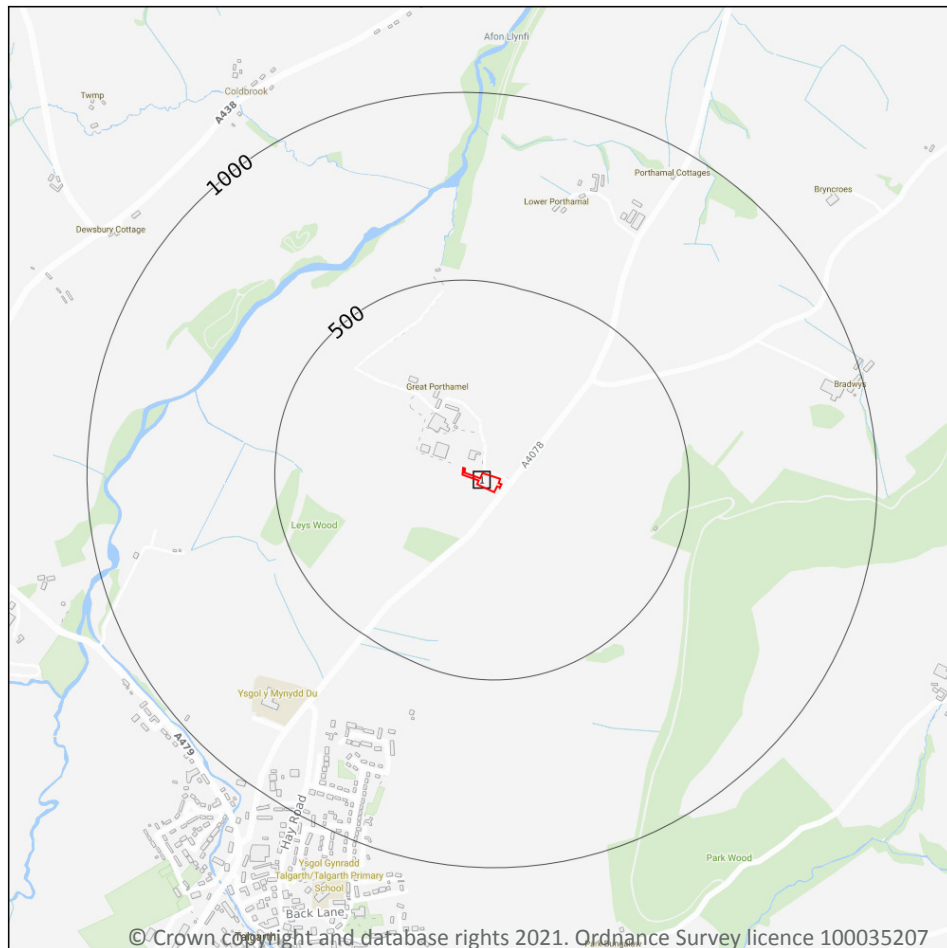 Afon Llynfi
Twmp
Coldbrook
A438
1000
Porthamal Cottages
Lower Porthamal
Bryncroes
Dewsbury Cottage
500
Great Porthamel
Bradwys
A4078
1
Leys Wood
Ysgol y Mynydd Du
A479
Hay Road
Park Wood
Ysgol Gynradd
Talgarth/Talgarth Primary
School
Back Lane
Talgarth
© Crown copyright and database rights 2021. Ordnance Survey licence 100035207